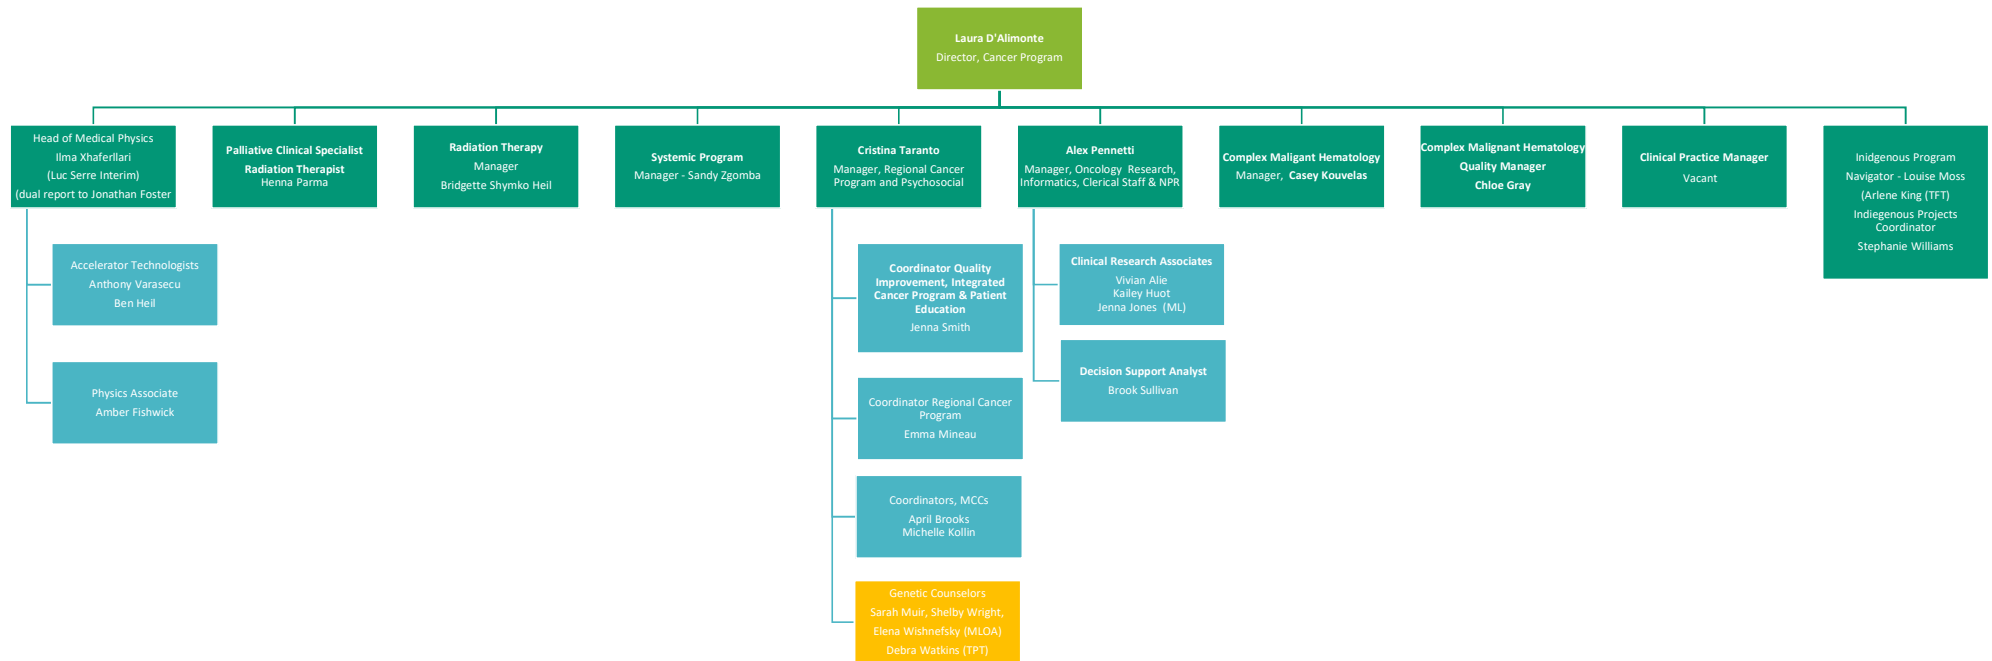 Laura D'Alimonte
Director, Cancer Program
Head of Medical Physics
Ilma Xhaferllari
(Luc Serre Interim)
(dual report to Jonathan Foster
Palliative Clinical Specialist
Radiation Therapist
Henna Parma
Radiation Therapy
Manager
Bridgette Shymko Heil
Systemic Program
Manager - Sandy Zgomba
Cristina Taranto
Manager, Regional Cancer
Program and Psychosocial
Alex Pennetti
Manager, Oncology Research,
Informatics, Clerical Staff & NPR
Complex Maligant Hematology
Manager, Casey Kouvelas
Complex Malignant Hematology
Quality Manager
Chloe Gray
Clinical Practice Manager
Vacant
Inidgenous Program
Navigator - Louise Moss
(Arlene King (TFT)
Indiegenous Projects
Coordinator
Stephanie Williams
Accelerator Technologists
Anthony Varasecu
Ben Heil
Physics Associate
Amber Fishwick
Coordinator Quality
Improvement, Integrated
Cancer Program & Patient
Education
Jenna Smith
Coordinator Regional Cancer
Program
Emma Mineau
Coordinators, MCCs
April Brooks
Michelle Kollin
Genetic Counselors
Sarah Muir, Shelby Wright,
Elena Wishnefsky (MLOA)
Debra Watkins (TPT)
Clinical Research Associates
Vivian Alie
Kailey Huot
Jenna Jones (ML)
Decision Support Analyst
Brook Sullivan